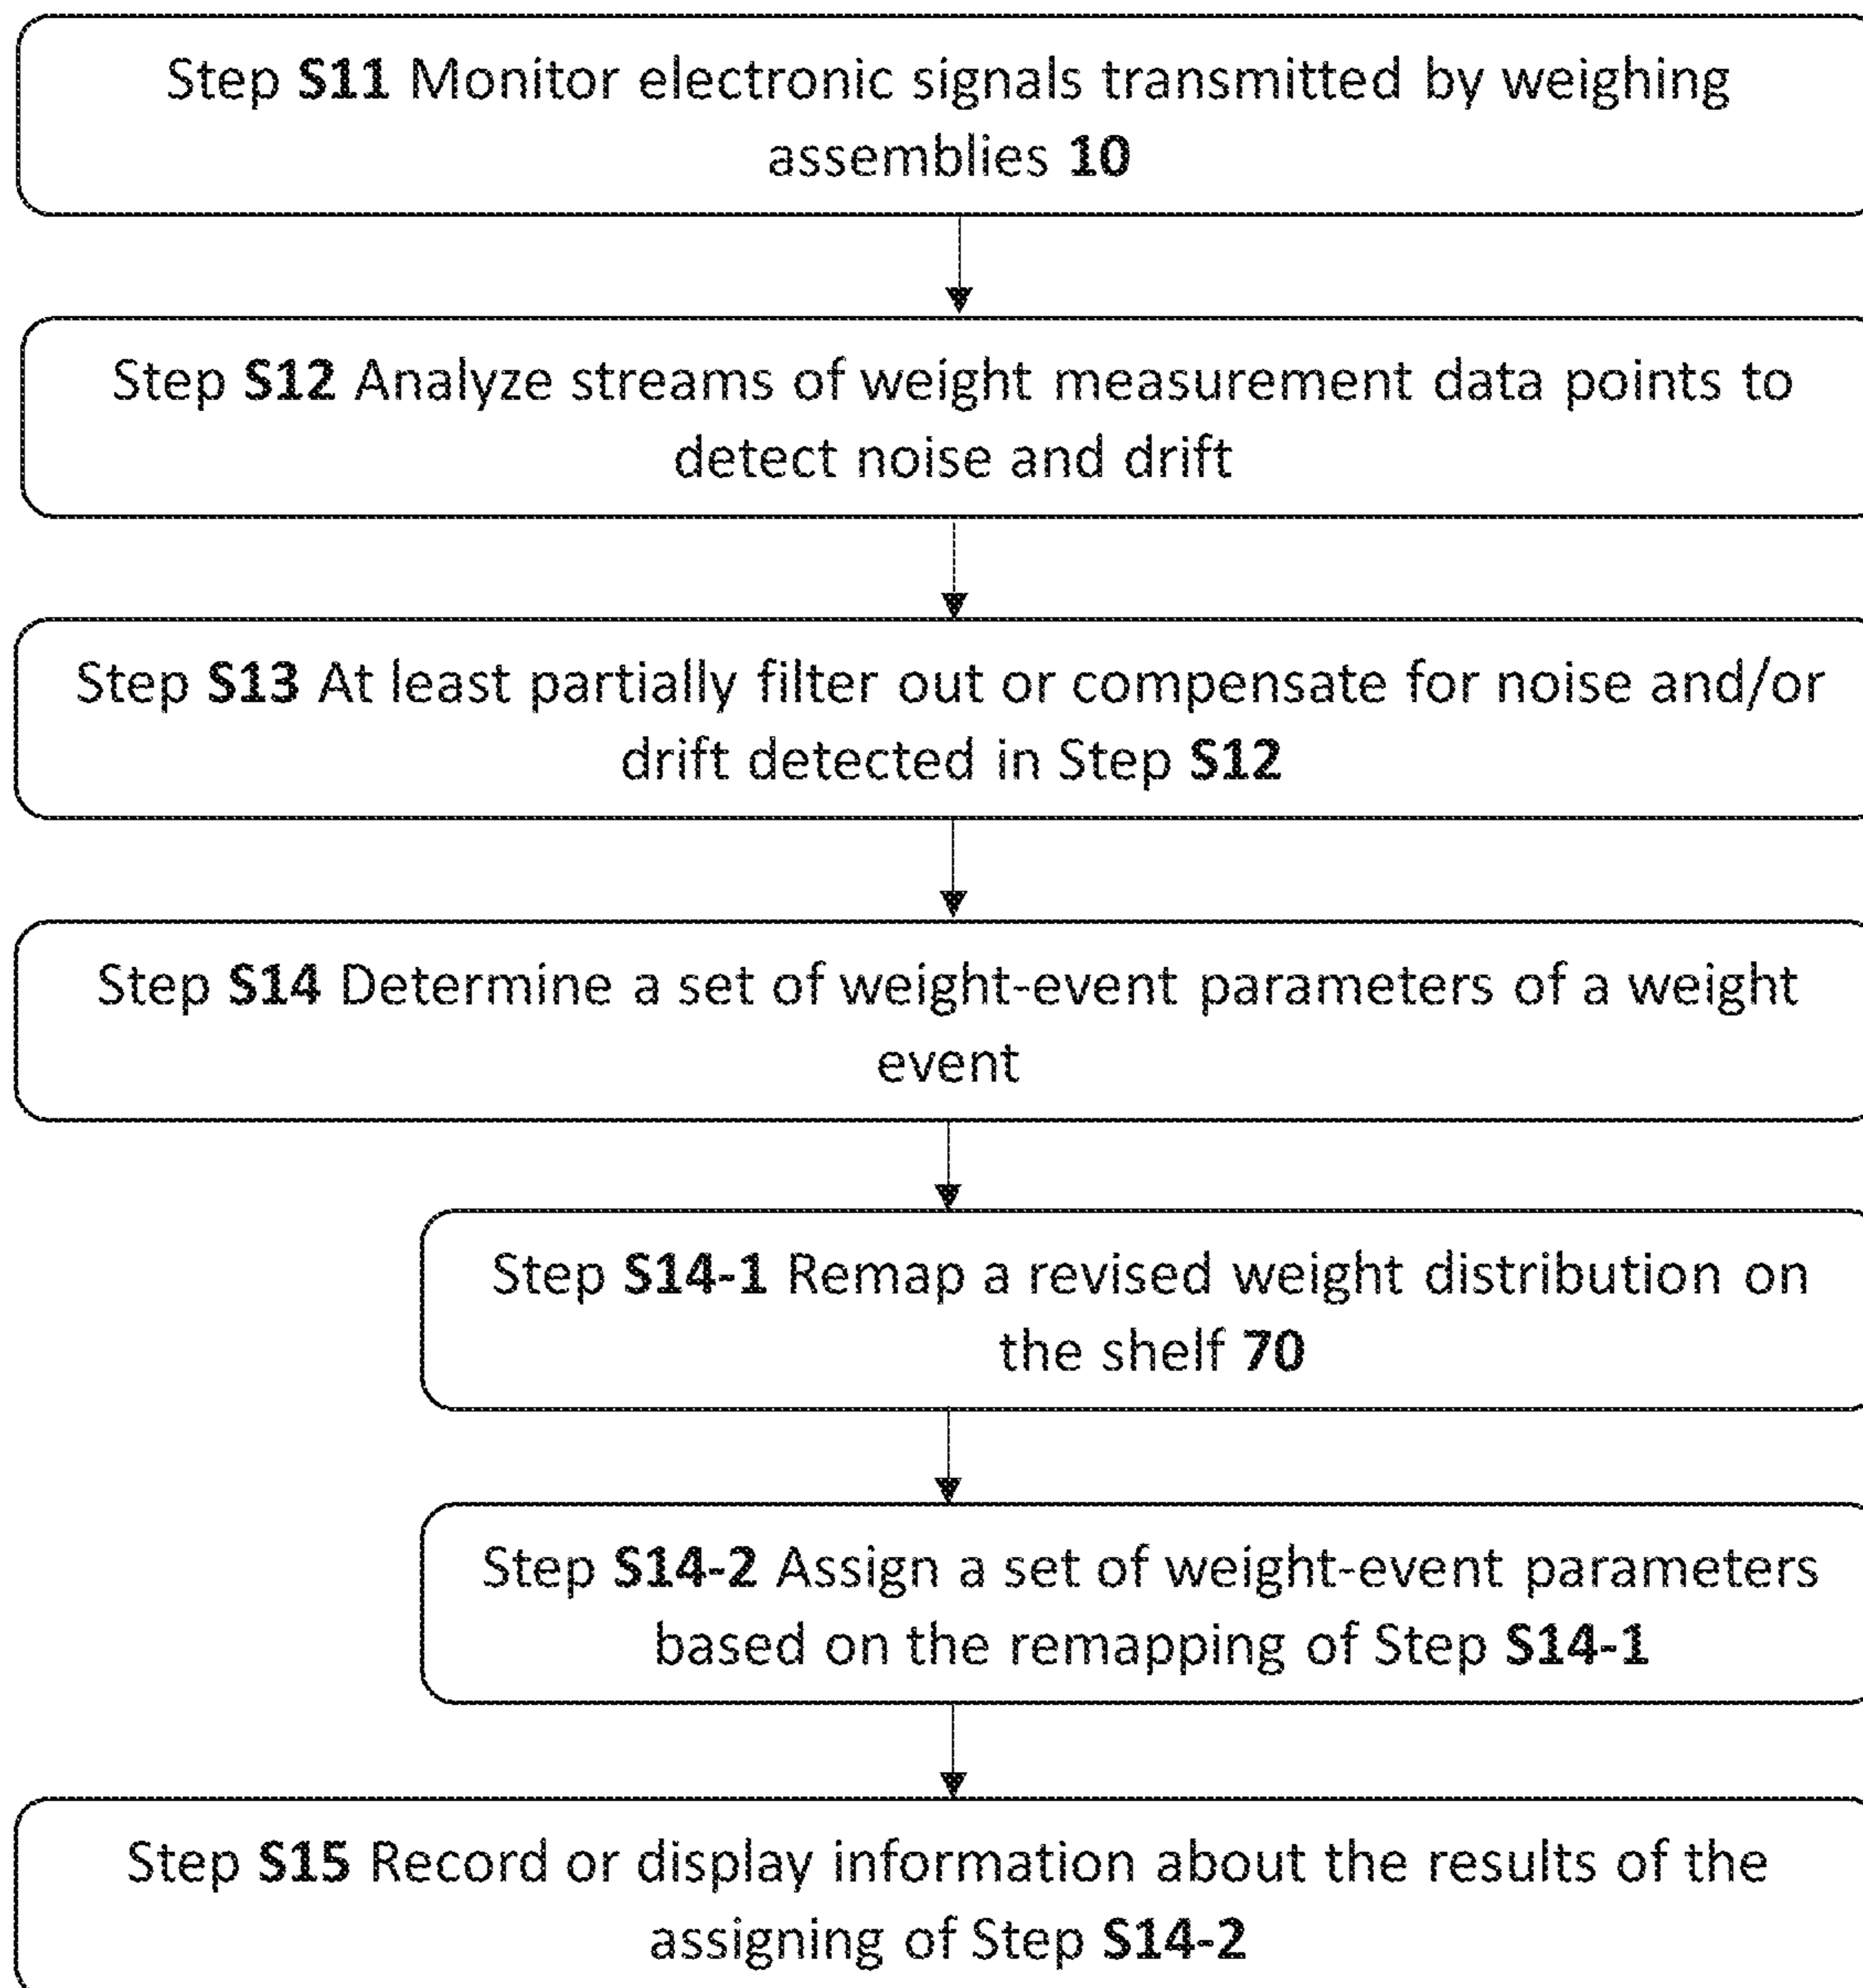 Step S11 Monitor electronic signals transmitted by weighing
assemblies 10
Step S12 Analyze streams of weight measurement data points to
detect noise and drift
Step S13 At least partially filter out or compensate for noise and/or
drift detected in Step S12
Step S14 Determine a set of weight-event parameters of a weight
event
Step S14-1 Remap a revised weight distribution on
the shelf 70
Step S14-2 Assign a set of weight-event parameters
based on the remapping of Step S14-1
Step S15 Record or display information about the results of the
assigning of Step S14-2